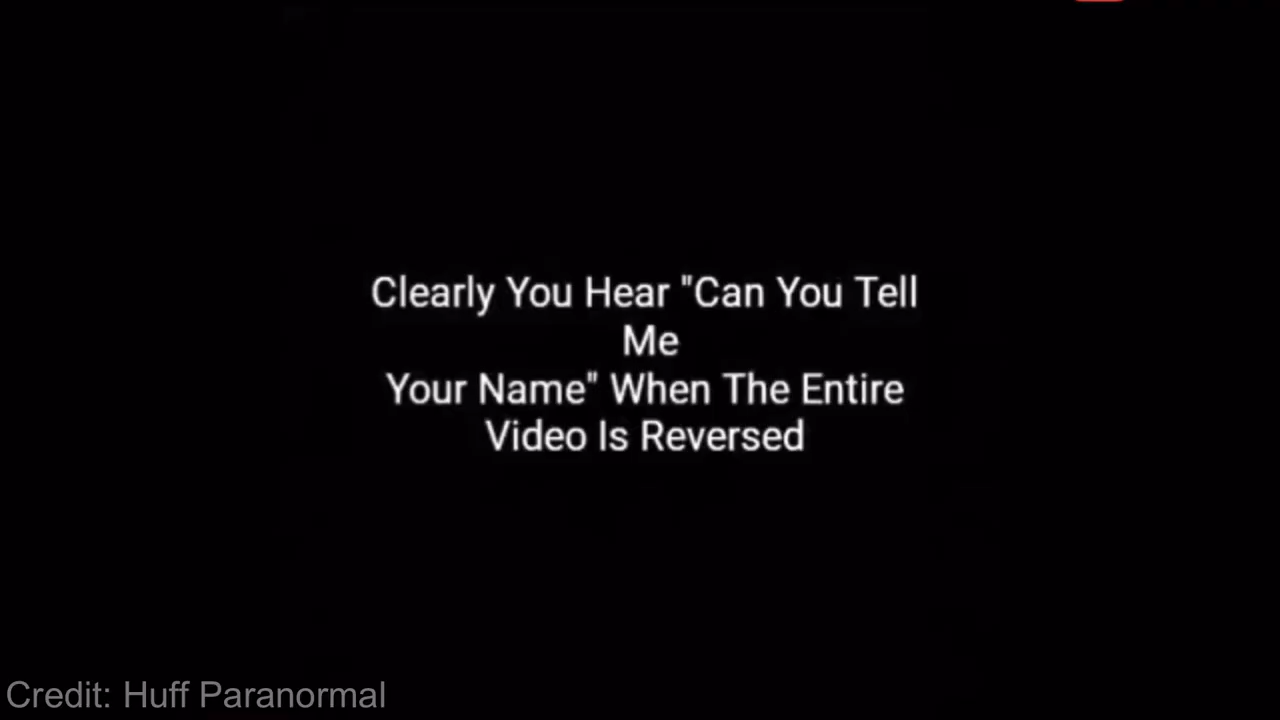 Clearly You Hear "Can You Tell
Me
Your Name" When The Entire
Video Is Reversed
Credit: Huff Paranormal